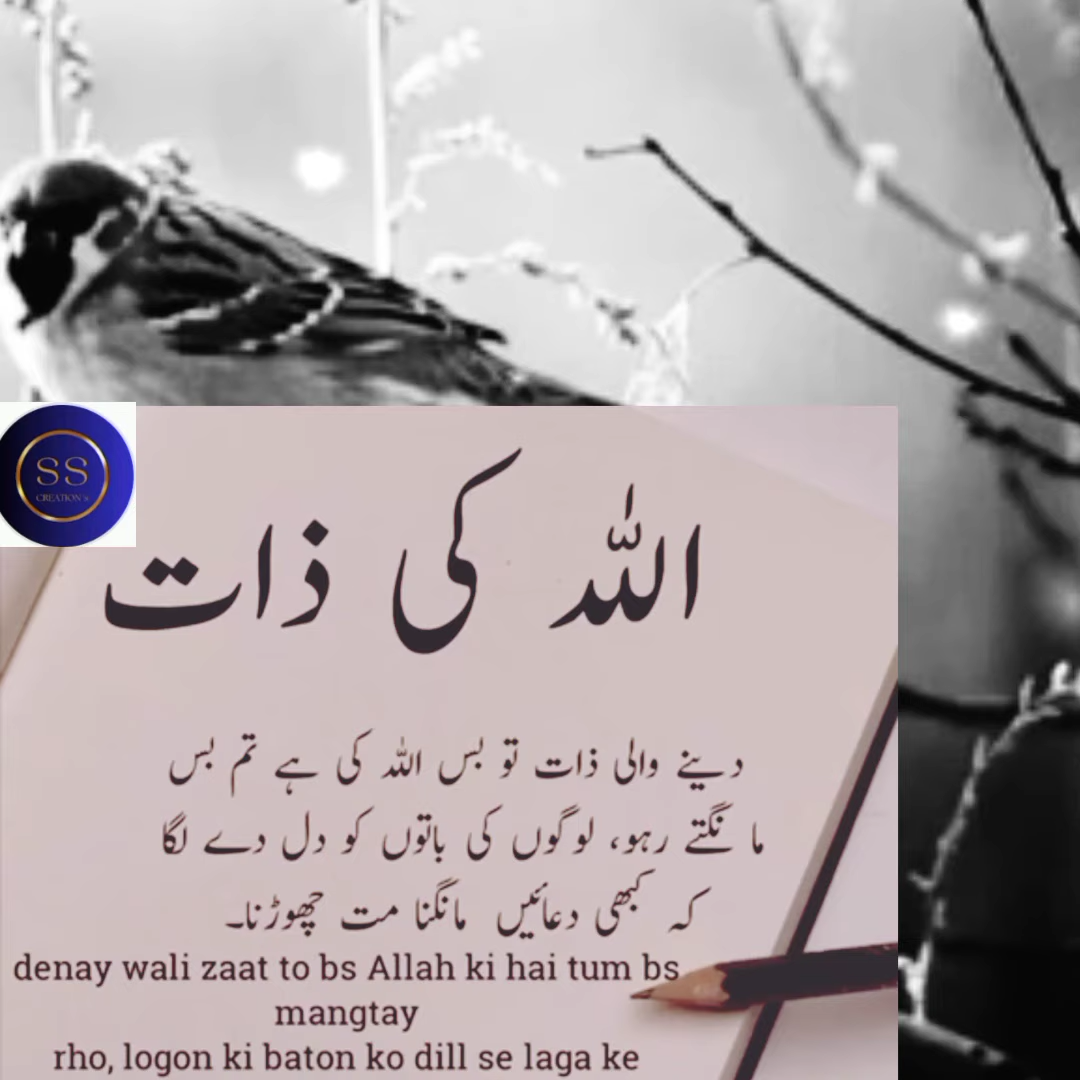 SS
CREATION's
اللہ کی ذات
دینے والی ذات تو بس اللہ کی ہے تم بس
مانگتے رہو، لوگوں کی باتوں کو دل دے لگا
کہ کبھی دعائیں مانگنا مت چھوڑنا۔
denay wali zaat to bs Allah ki hai tum bs
mangtay
rho, logon ki baton ko dill se laga ke